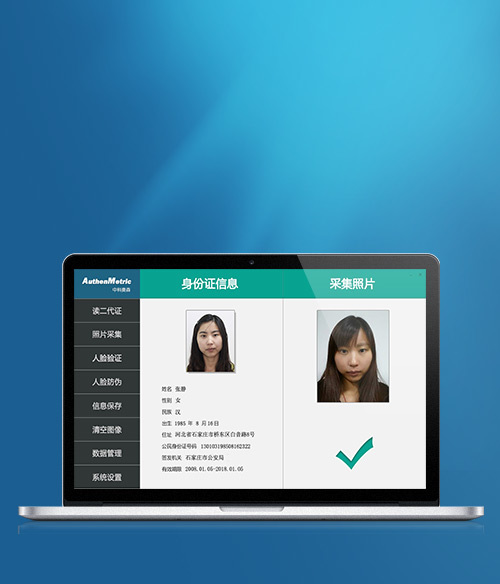 AuthenMetric
中科奥森
身份证信息
采集照片
读二代证
照片采集
人脸验证
人脸防伪
信息保存
清空图像
数据管理
系统设置
姓名 张静
性别 女
民族 汉
出生 1985 年 8 月 16日
住址 河北省石家庄市桥东区白香路8号
公民身份证号码 130103198508162322
签发机关 石家庄市公安局
有效期限 2008.01.05-2018.01.05